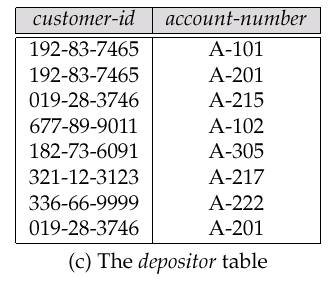 customer-id account-number
192-83-7465 A-101
192-83-7465 A-201
019-28-3746 A-215
677-89-9011 A-102
182-73-6091 A-305
321-12-3123 A-217
336-66-9999 A-222
019-28-3746 A-201
(c) The depositor table